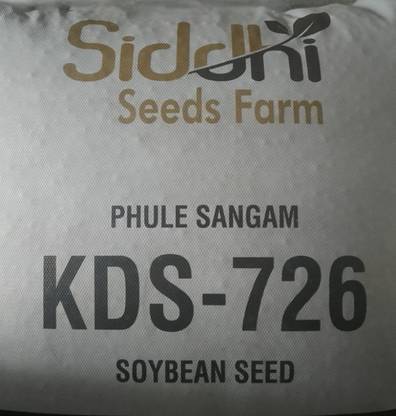 Siddhi
Seeds Farm
PHULE SANGAM
KDS-726
SOYBEAN SEED